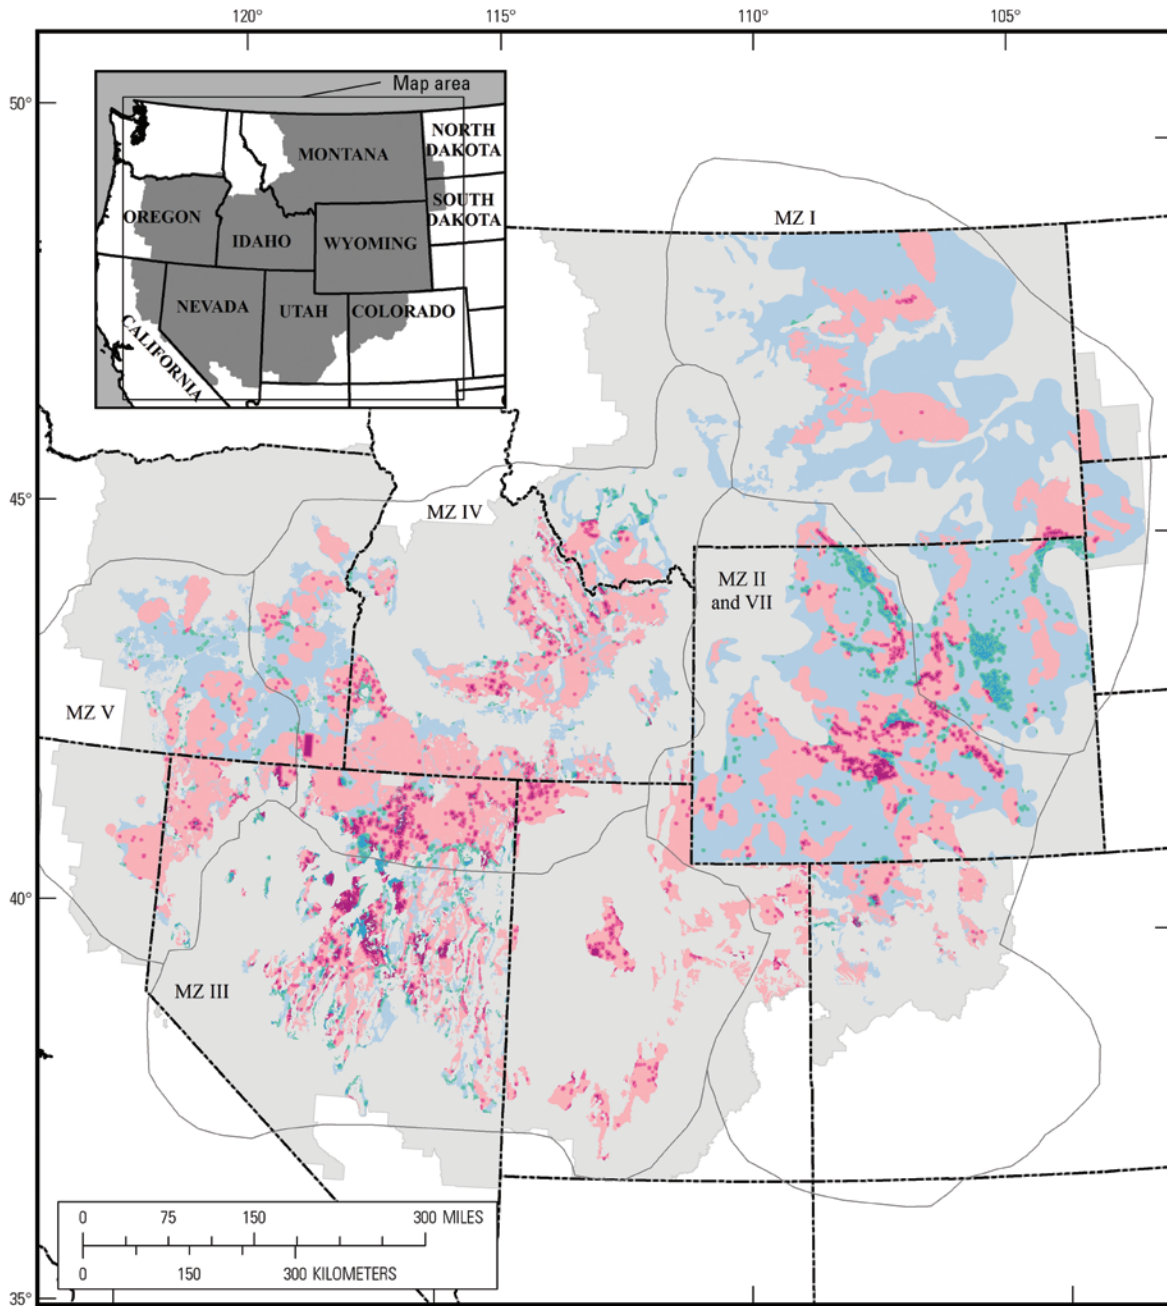 120°
115°
110°
105°
50°
Map area
NORTH
DAKOTA
MONTANA
SOUTH
DAKOTA
OREGON
IDAHO
WYOMING
NEVADA
UTAH
COLORADO
CALIFORNIA
MZ I
45°
MZ IV
MZ II
and VII
MZ V
40°
MZ III
0 75 150 300 MILES
0 150 300 KILOMETERS
35°